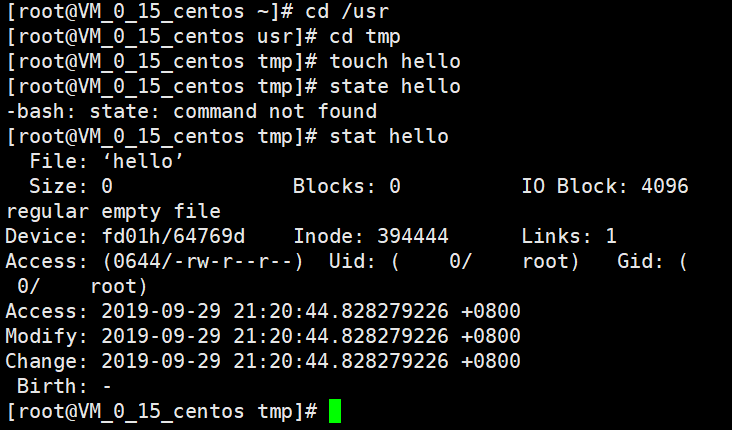 [root@VM_0_15_centos ~]# cd /usr
[root@VM_0_15_centos usr]# cd tmp
[root@VM_0_15_centos tmp]# touch hello
[root@VM_0_15_centos tmp]# state hello
-bash: state: command not found
[root@VM_0_15_centos tmp]# stat hello
  File: ‘hello’
  Size: 0               Blocks: 0          IO Block: 4096
regular empty file
Device: fd01h/64769d    Inode: 394444      Links: 1
Access: (0644/-rw-r--r--)  Uid: (    0/    root)   Gid: (
 0/    root)
Access: 2019-09-29 21:20:44.828279226 +0800
Modify: 2019-09-29 21:20:44.828279226 +0800
Change: 2019-09-29 21:20:44.828279226 +0800
 Birth: -
[root@VM_0_15_centos tmp]#